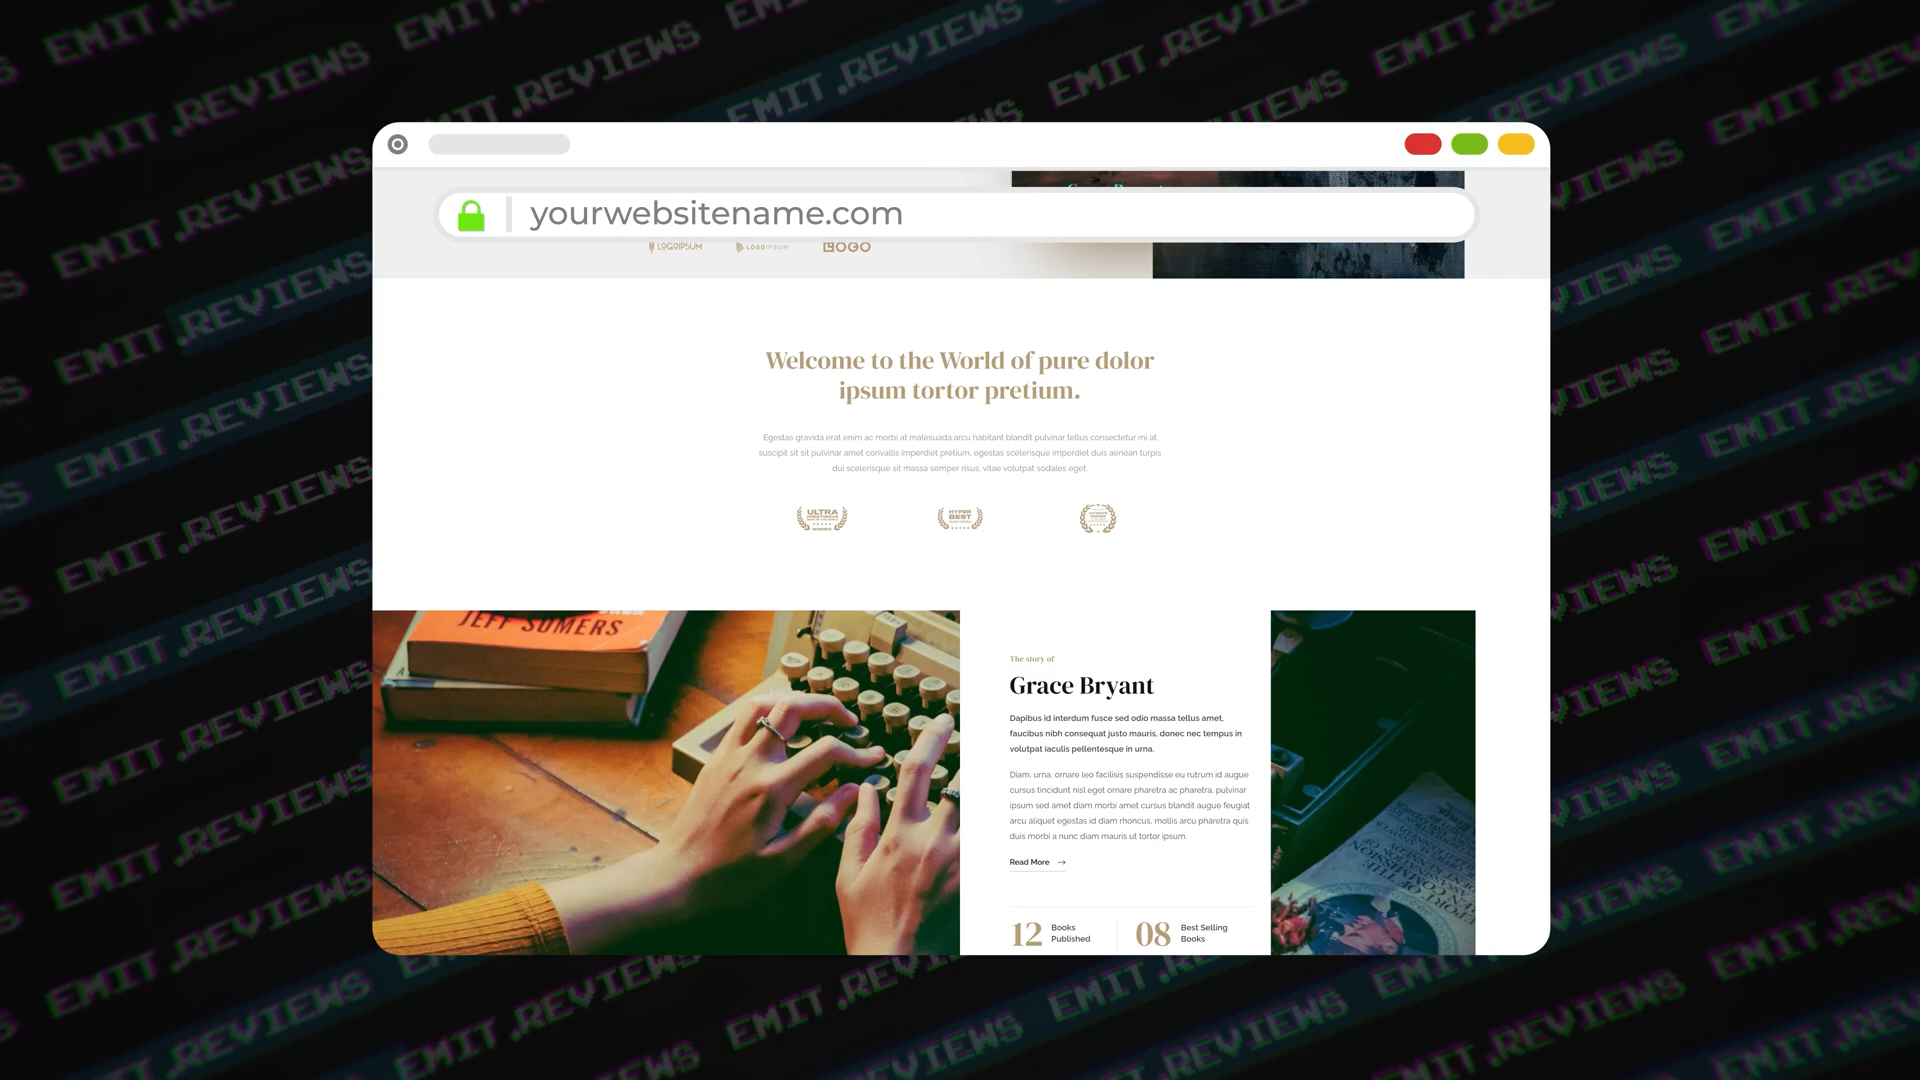 EMIT.REVIEWS
yourwebsitename.com
LOGOIPSUM
LOGOIPSUM
LOGO
Welcome to the World of pure dolor
ipsum tortor pretium.
Egestas gravida erat enim ac morbi at malesuada arcu habitant blandit pulvinar tellus consectetur mi at
suscipit sit sit pulvinar amet convallis imperdiet pretium, egestas scelerisque imperdiet duis aenean turpis
dui scelerisque sit massa semper risus, vitae volutpat sodales eget.
ULTRA
WINNER
HYPER
BEST
ULTIMATE
WINNER
JEFF SOMERS
The story of
Grace Bryant
Dapibus id interdum fusce sed odio massa tellus amet,
faucibus nibh consequat justo mauris, donec nec tempus in
volutpat iaculis pellentesque in urna.
Diam, urna, ornare leo facilisis suspendisse eu rutrum id augue
cursus tincidunt nisl eget ornare pharetra ac pharetra, pulvinar
ipsum sed amet diam morbi amet cursus blandit augue feugiat
arcu aliquet egestas id diam rhoncus, mollis arcu pharetra quis
duis morbi a nunc diam mauris ut tortor ipsum.
Read More →
12 Books
Published
08 Best Selling
Books